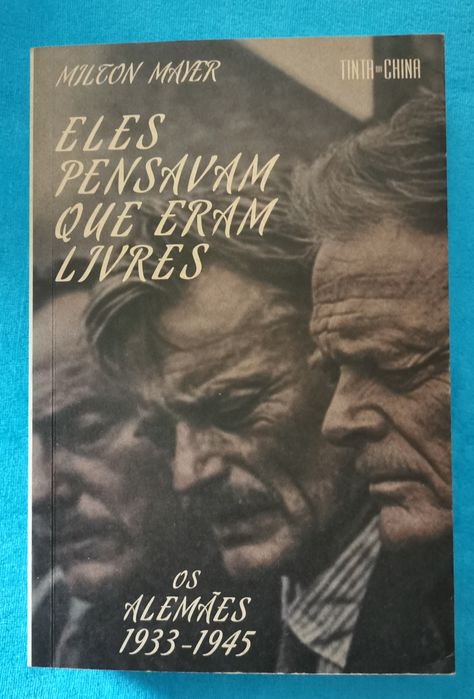 MILTON MAYER
TINTA DA CHINA
ELES
PENSAVAM
QUE ERAM
LIVRES
OS
ALEMÃES
1933-1945